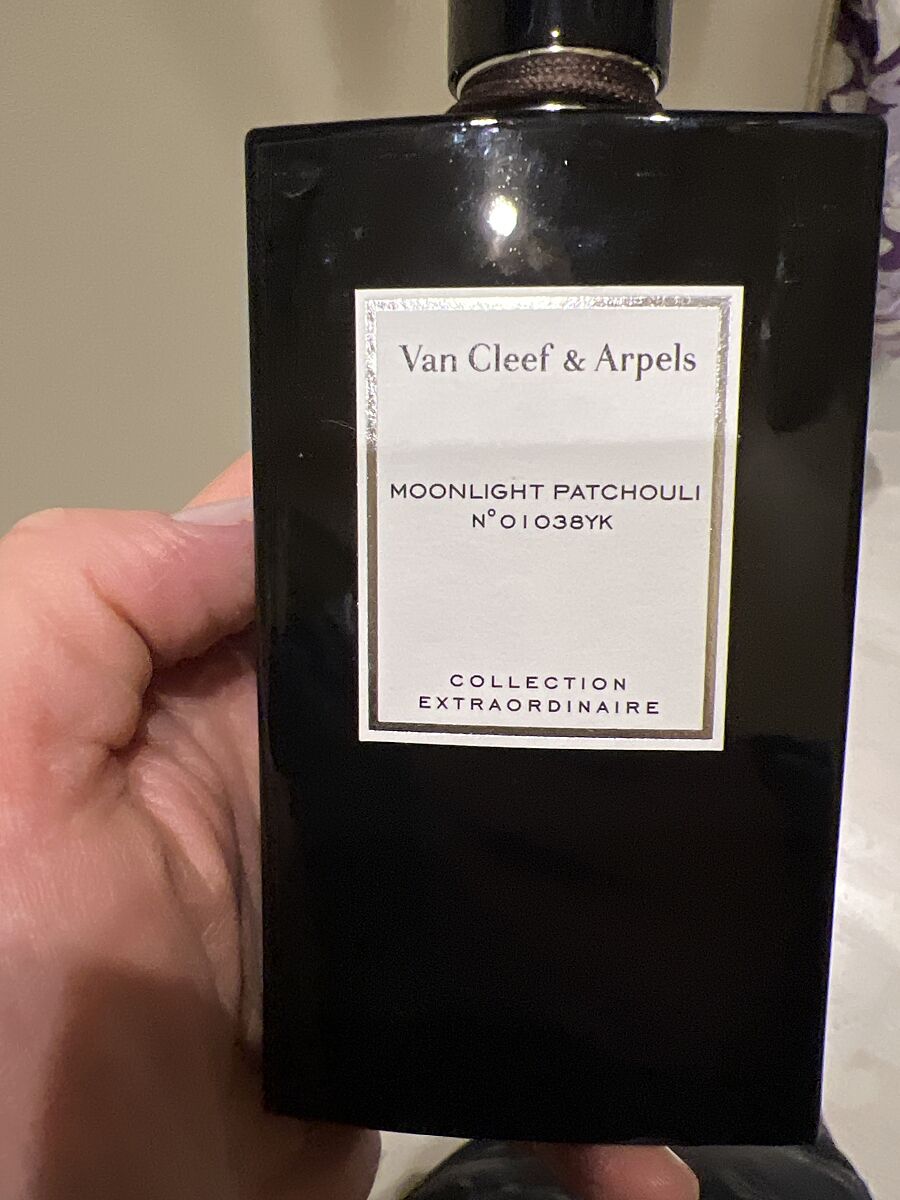 Van Cleef & Arpels
MOONLIGHT PATCHOULI
N°01038YK
COLLECTION
EXTRAORDINAIRE